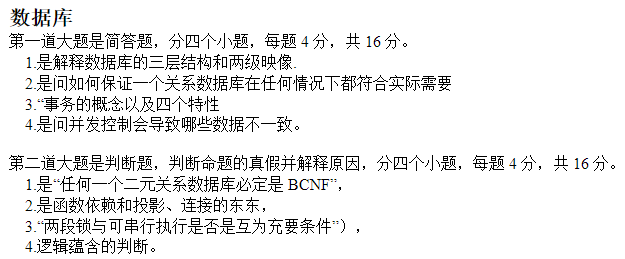 数据库
第一道大题是简答题，分四个小题，每题 4 分，共 16 分。
1.是解释数据库的三层结构和两级映像.
2.是问如何保证一个关系数据库在任何情况下都符合实际需要
3.“事务的概念以及四个特性
4.是问并发控制会导致哪些数据不一致。
第二道大题是判断题，判断命题的真假并解释原因，分四个小题，每题 4 分，共 16 分。
1.是“任何一个二元关系数据库必定是 BCNF”，
2.是函数依赖和投影、连接的东东，
3.“两段锁与可串行执行是否是互为充要条件”），
4.逻辑蕴含的判断。